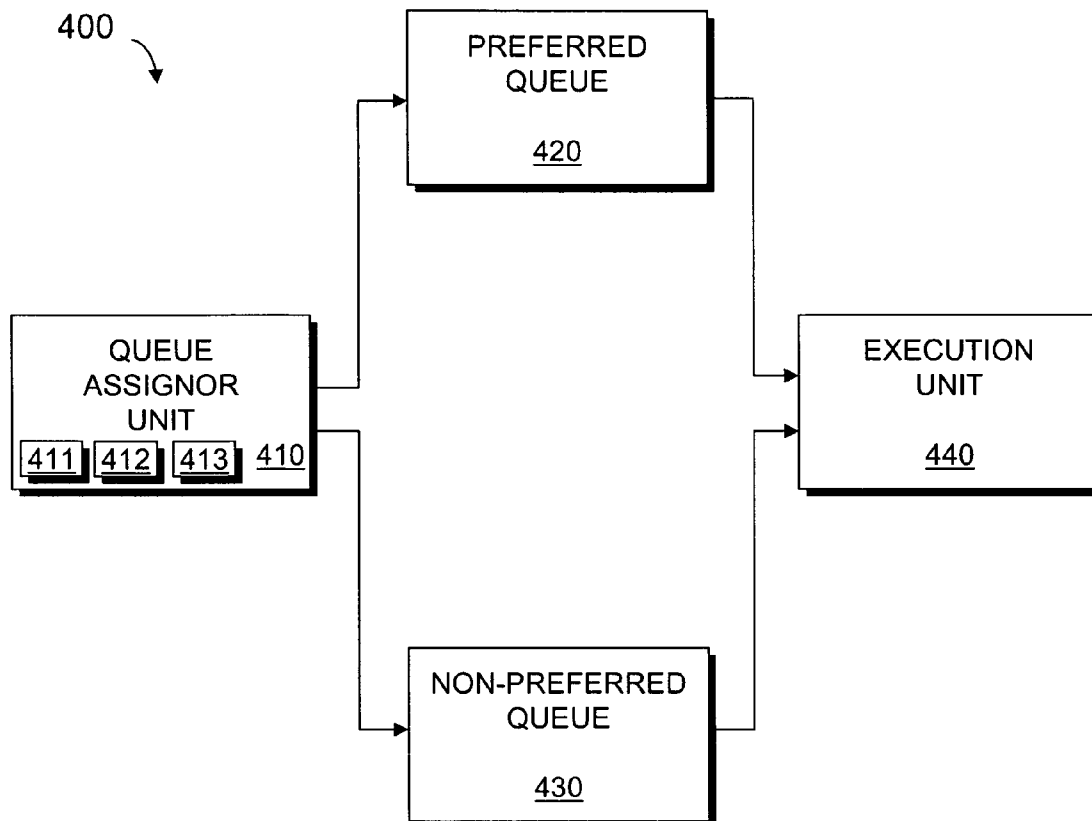 400
PREFERRED
QUEUE
420
QUEUE
ASSIGNOR
UNIT
411 412 413 410
EXECUTION
UNIT
440
NON-PREFERRED
QUEUE
430